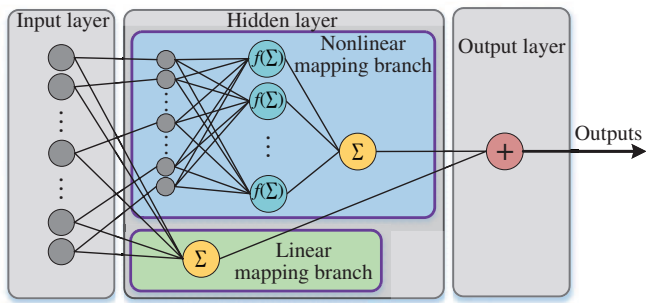 Input layer
Hidden layer
Output layer
Nonlinear
mapping branch
f(Σ)
f(Σ)
f(Σ)
Σ
+
Outputs
Σ
Linear
mapping branch